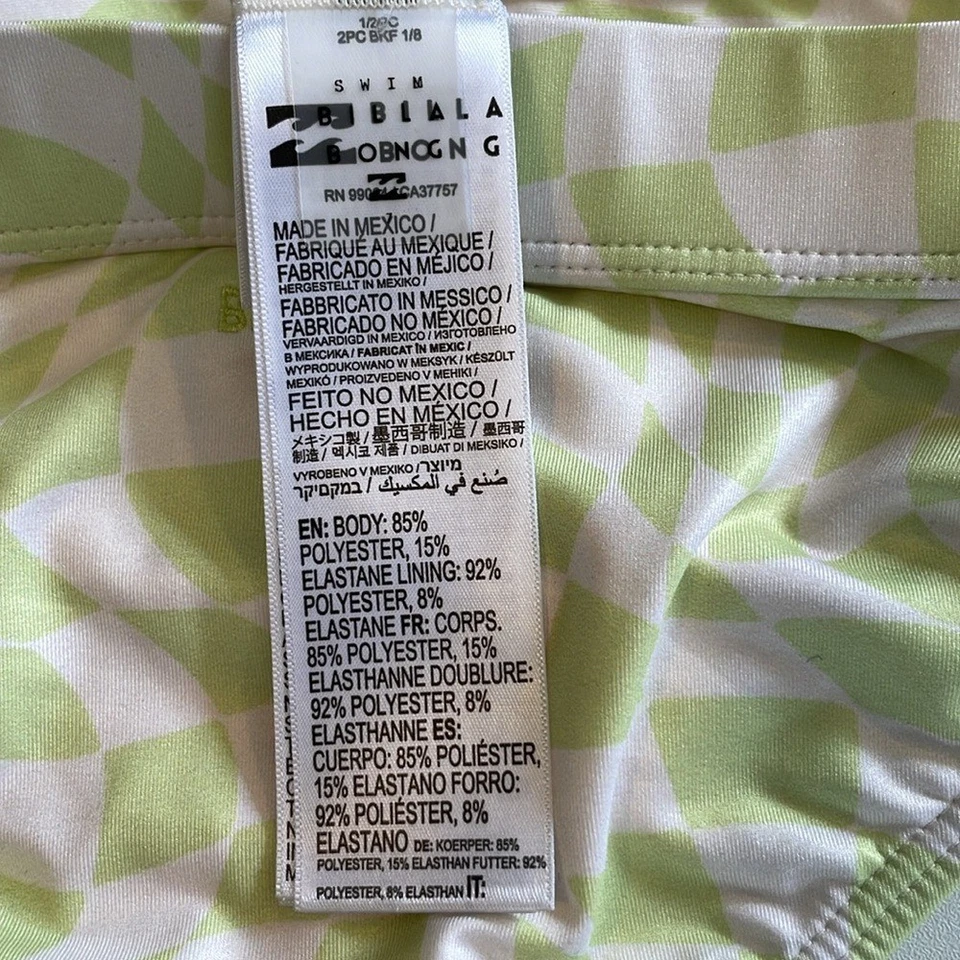 1/2PC
2PC BKF 1/8
SWIM
BILLA
BONG
CA37757
MADE IN MEXICO /
FABRIQUÉ AU MEXIQUE /
FABRICADO EN MÉJICO /
HERGESTELLT IN MEXIKO /
FABBRICATO IN MESSICO /
FABRICADO NO MÉXICO /
VERVAARDIGD IN MEXICO / ИЗГОТОВЛЕНО
В МЕКСИКА / FABRICAT ÎN MEXIC /
WYPRODUKOWANO W MEKSYK / KÉSZÜLT
MEXIKÓ / PROIZVEDENO V MEHIKI /
FEITO NO MEXICO /
HECHO EN MÉXICO /
メキシコ製 / 墨西哥制造 / 墨西哥
制造 / 멕시코 제품 / DIBUAT DI MEKSIKO /
VYROBENO V MEXIKO / מיוצר
במקסיקר / صُنع في المكسيك
EN: BODY: 85%
POLYESTER, 15%
ELASTANE LINING: 92%
POLYESTER, 8%
ELASTANE FR: CORPS.
85% POLYESTER, 15%
ELASTHANNE DOUBLURE:
92% POLYESTER, 8%
ELASTHANNE ES:
CUERPO: 85% POLIÉSTER,
15% ELASTANO FORRO:
92% POLIÉSTER, 8%
ELASTANO DE: KOERPER: 85%
POLYESTER, 15% ELASTHAN FUTTER: 92%
POLYESTER, 8% ELASTHAN IT: